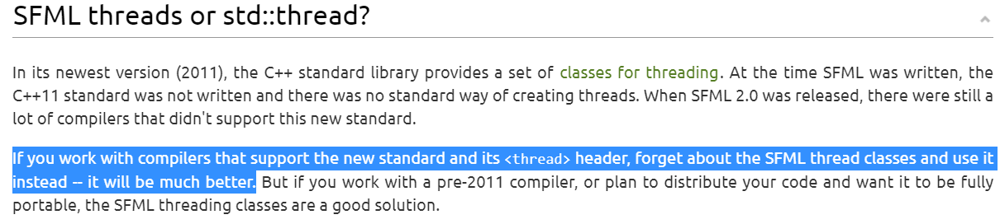 SFML threads or std::thread?
In its newest version (2011), the C++ standard library provides a set of classes for threading. At the time SFML was written, the
C++11 standard was not written and there was no standard way of creating threads. When SFML 2.0 was released, there were still a
lot of compilers that didn't support this new standard.
If you work with compilers that support the new standard and its <thread> header, forget about the SFML thread classes and use it
instead -- it will be much better. But if you work with a pre-2011 compiler, or plan to distribute your code and want it to be fully
portable, the SFML threading classes are a good solution.